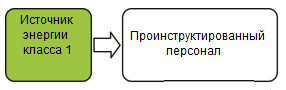 Источник
энергии
класса 1
Проинструктированный
персонал